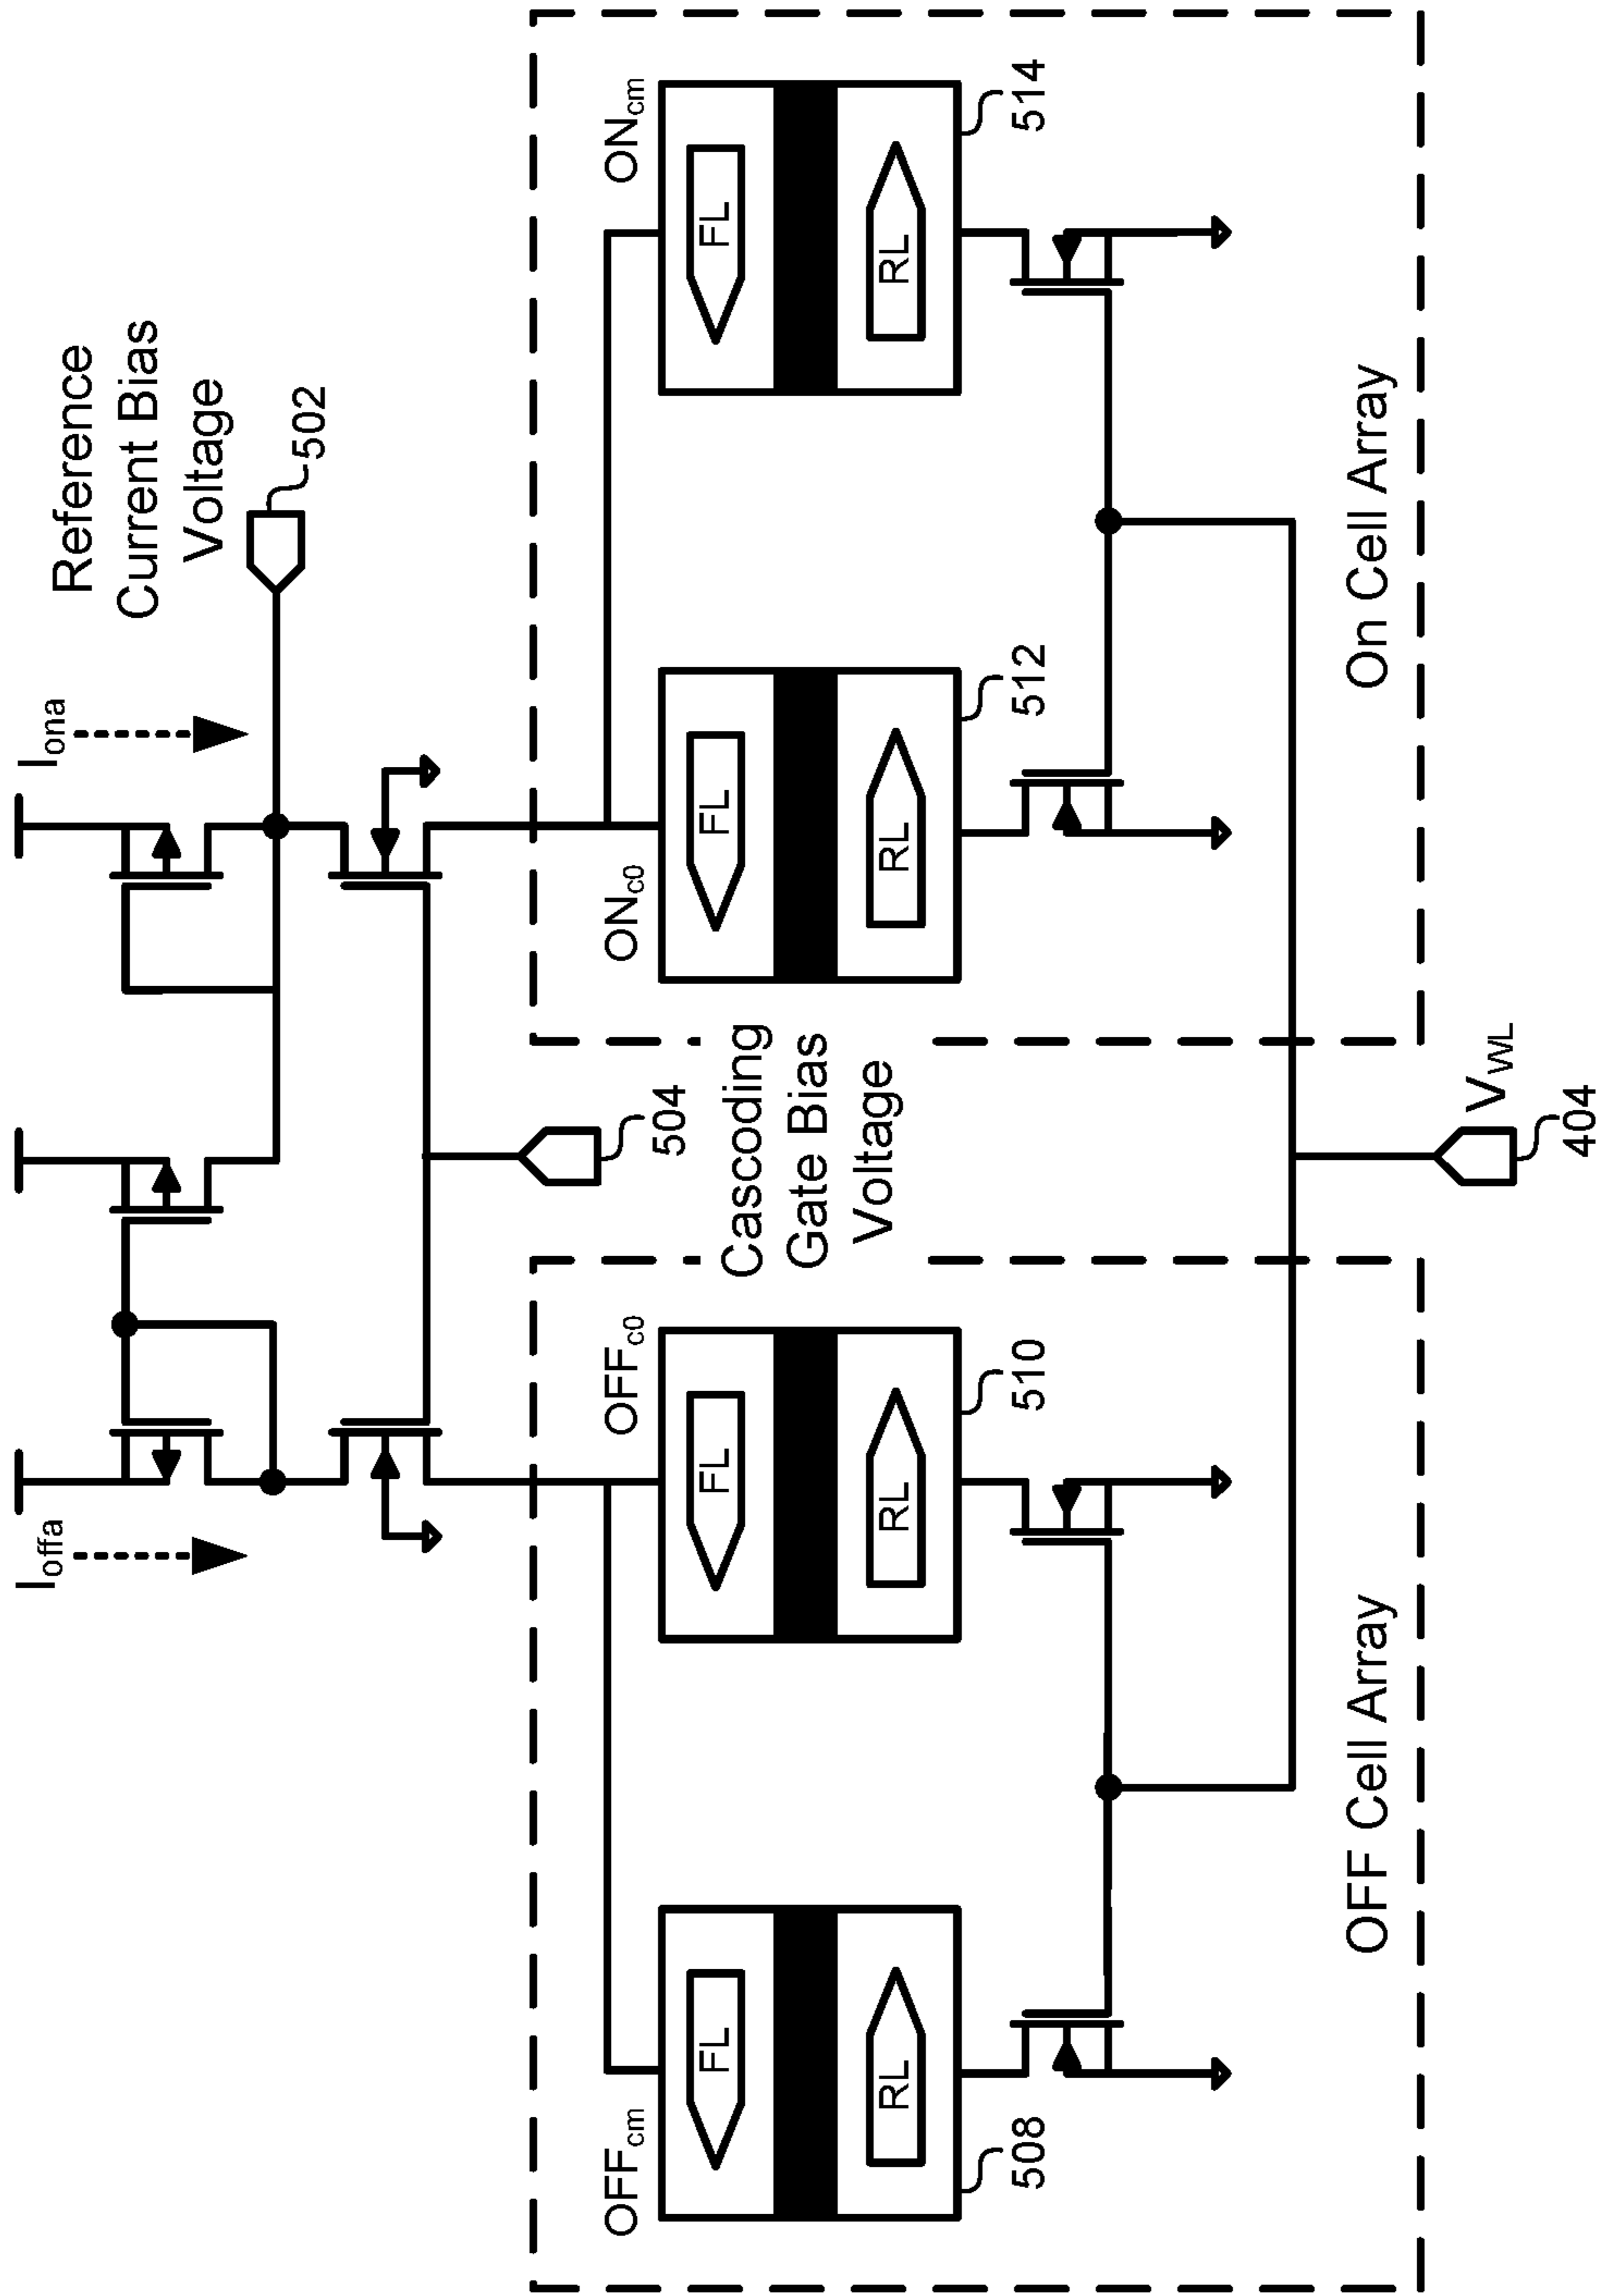 I_offa
I_ona
Reference
Current Bias
Voltage
502
504
Cascoding
Gate Bias
Voltage
OFF_cm
OFF_c0
ON_c0
ON_cm
FL
FL
FL
FL
RL
RL
RL
RL
508
510
512
514
OFF Cell Array
On Cell Array
V_WL
404